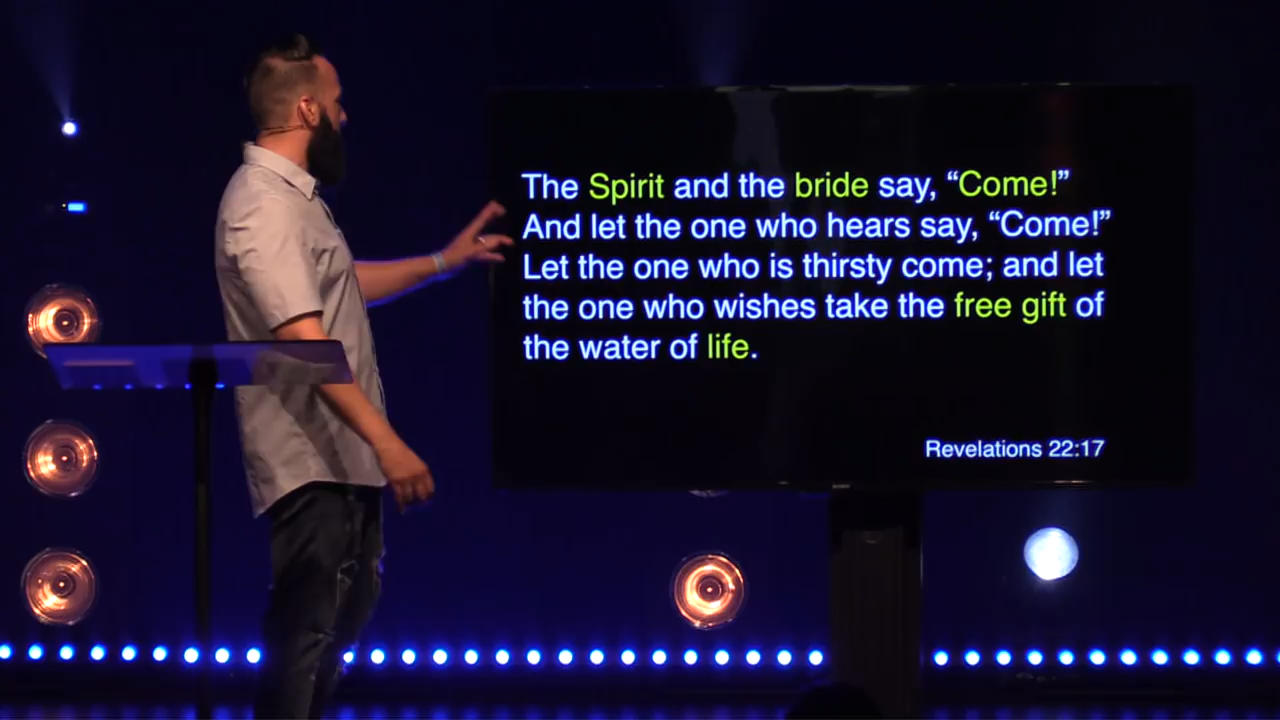 The Spirit and the bride say, “Come!”
And let the one who hears say, “Come!”
Let the one who is thirsty come; and let
the one who wishes take the free gift of
the water of life.
Revelations 22:17